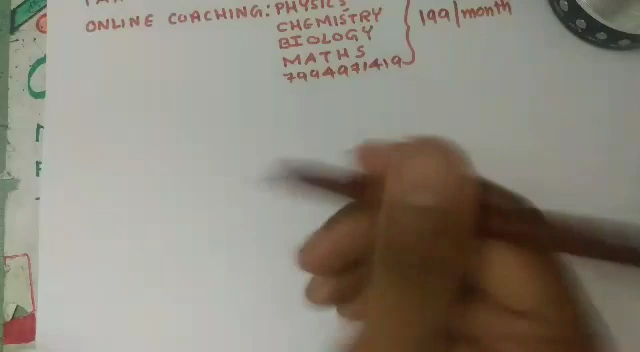 ONLINE COACHING: PHYSICS
CHEMISTRY
BIOLOGY
MATHS
7994971419
199/month